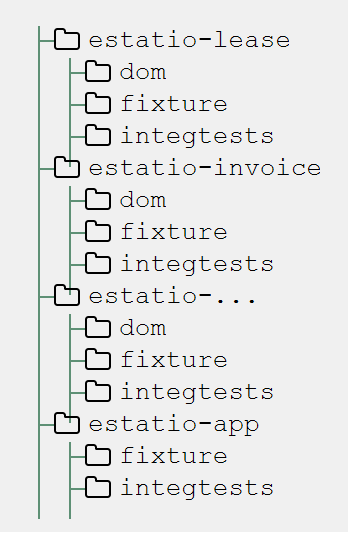 estatio-lease
dom
fixture
integtests
estatio-invoice
dom
fixture
integtests
estatio-...
dom
fixture
integtests
estatio-app
fixture
integtests